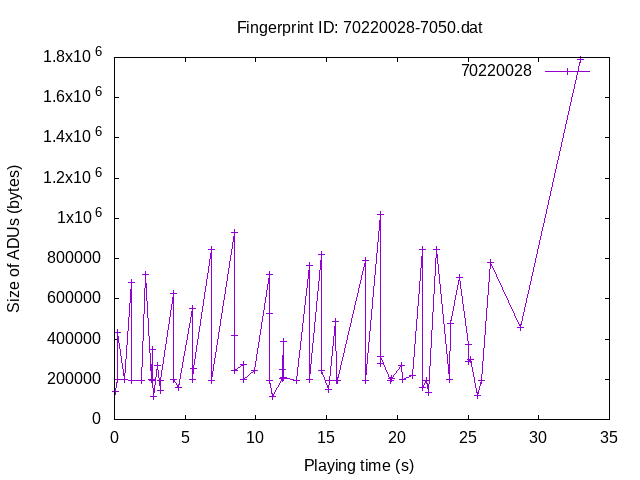 Fingerprint ID: 70220028-7050.dat
70220028
Size of ADUs (bytes)
1.8x10^6
1.6x10^6
1.4x10^6
1.2x10^6
1x10^6
800000
600000
400000
200000
0
0 5 10 15 20 25 30 35
Playing time (s)